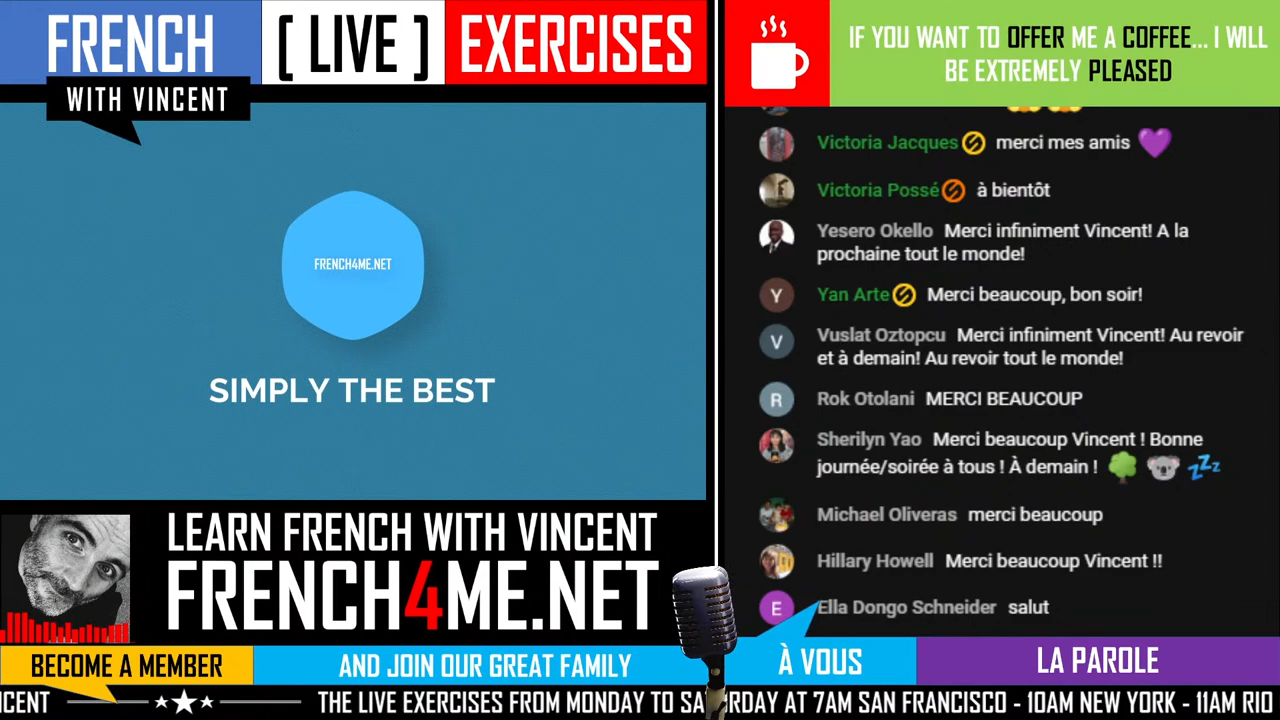 FRENCH
[ LIVE ]
EXERCISES
WITH VINCENT
IF YOU WANT TO OFFER ME A COFFEE... I WILL
BE EXTREMELY PLEASED
FRENCH4ME.NET
SIMPLY THE BEST
Victoria Jacques merci mes amis 💜
Victoria Possé à bientôt
Yesero Okello Merci infiniment Vincent! A la
prochaine tout le monde!
Y
Yan Arte Merci beaucoup, bon soir!
V
Vuslat Oztopcu Merci infiniment Vincent! Au revoir
et à demain! Au revoir tout le monde!
R
Rok Otolani MERCI BEAUCOUP
Sherilyn Yao Merci beaucoup Vincent ! Bonne
journée/soirée à tous ! À demain ! 🌳 🐨 💤
Michael Oliveras merci beaucoup
Hillary Howell Merci beaucoup Vincent !!
E
Ella Dongo Schneider salut
LEARN FRENCH WITH VINCENT
FRENCH4ME.NET
BECOME A MEMBER
AND JOIN OUR GREAT FAMILY
À VOUS
LA PAROLE
CENT
THE LIVE EXERCISES FROM MONDAY TO SATURDAY AT 7AM SAN FRANCISCO - 10AM NEW YORK - 11AM RIO